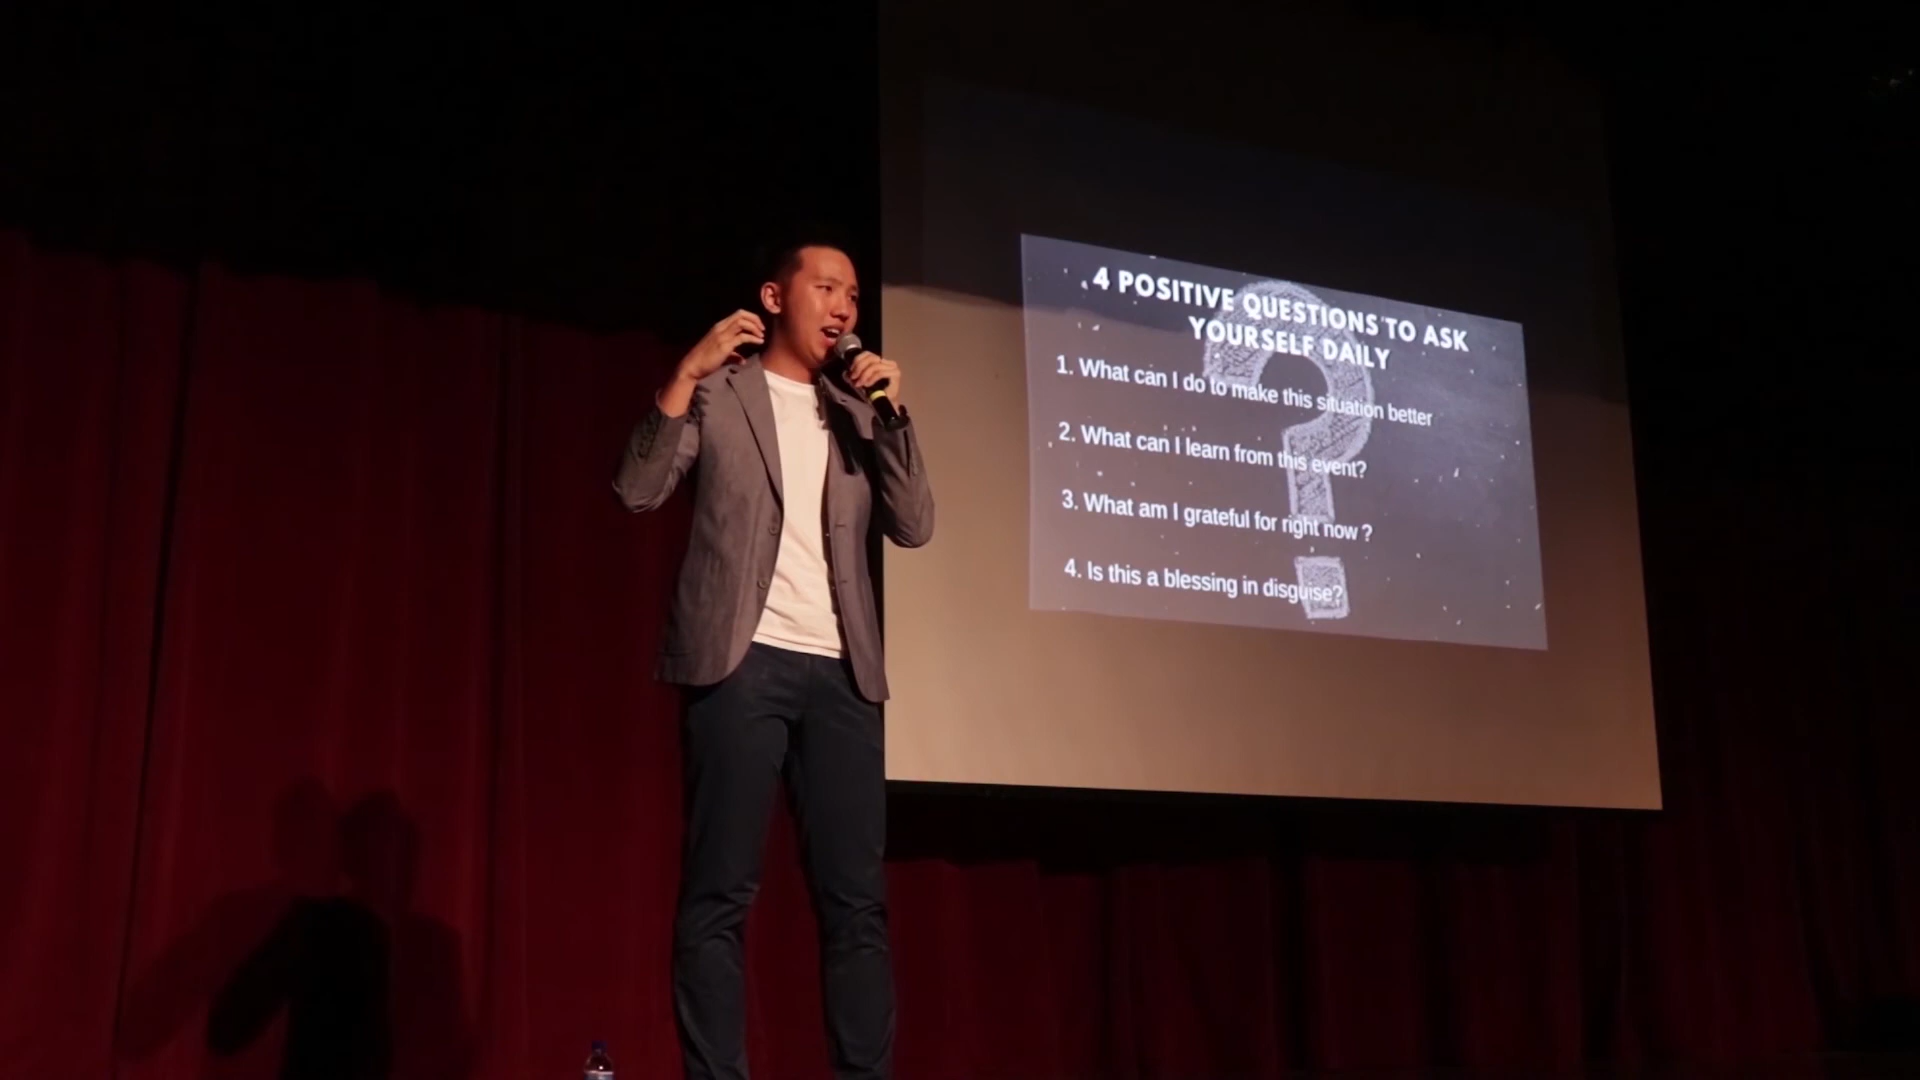 4 POSITIVE QUESTIONS TO ASK
YOURSELF DAILY
1. What can I do to make this situation better
2. What can I learn from this event?
3. What am I grateful for right now ?
4. Is this a blessing in disguise?